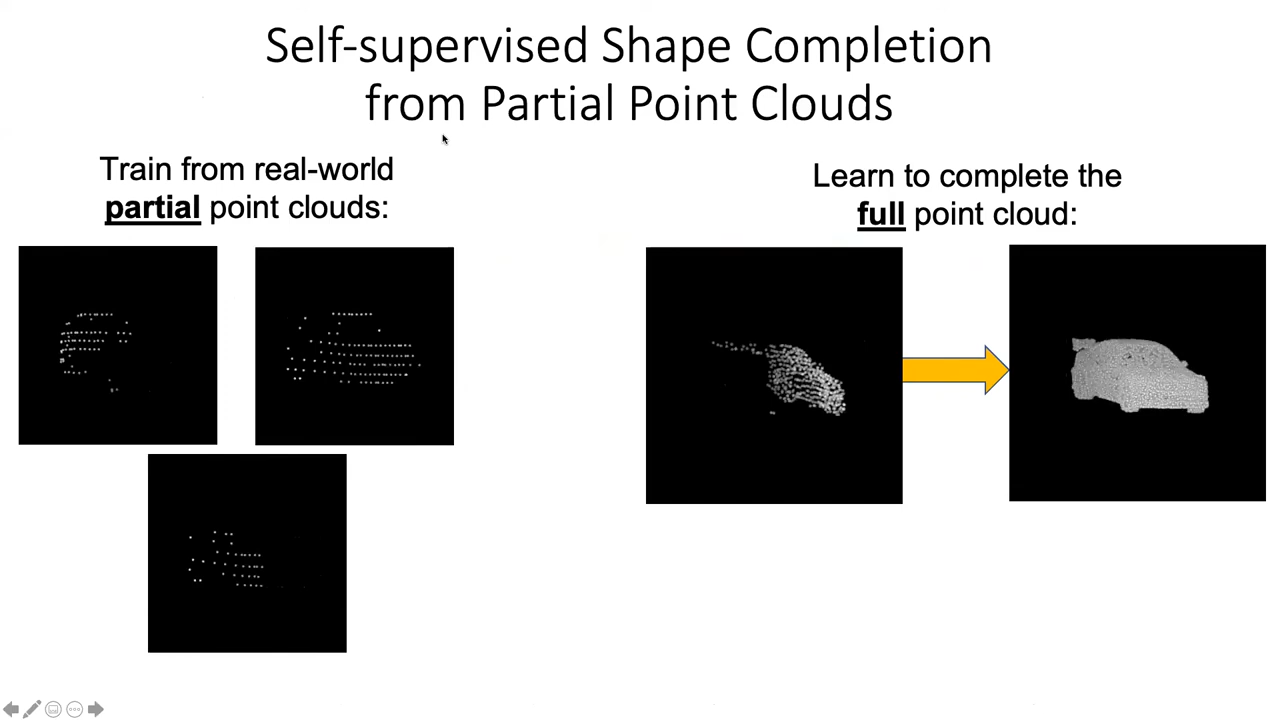 Self-supervised Shape Completion
from Partial Point Clouds
Train from real-world
partial point clouds:
Learn to complete the
full point cloud: